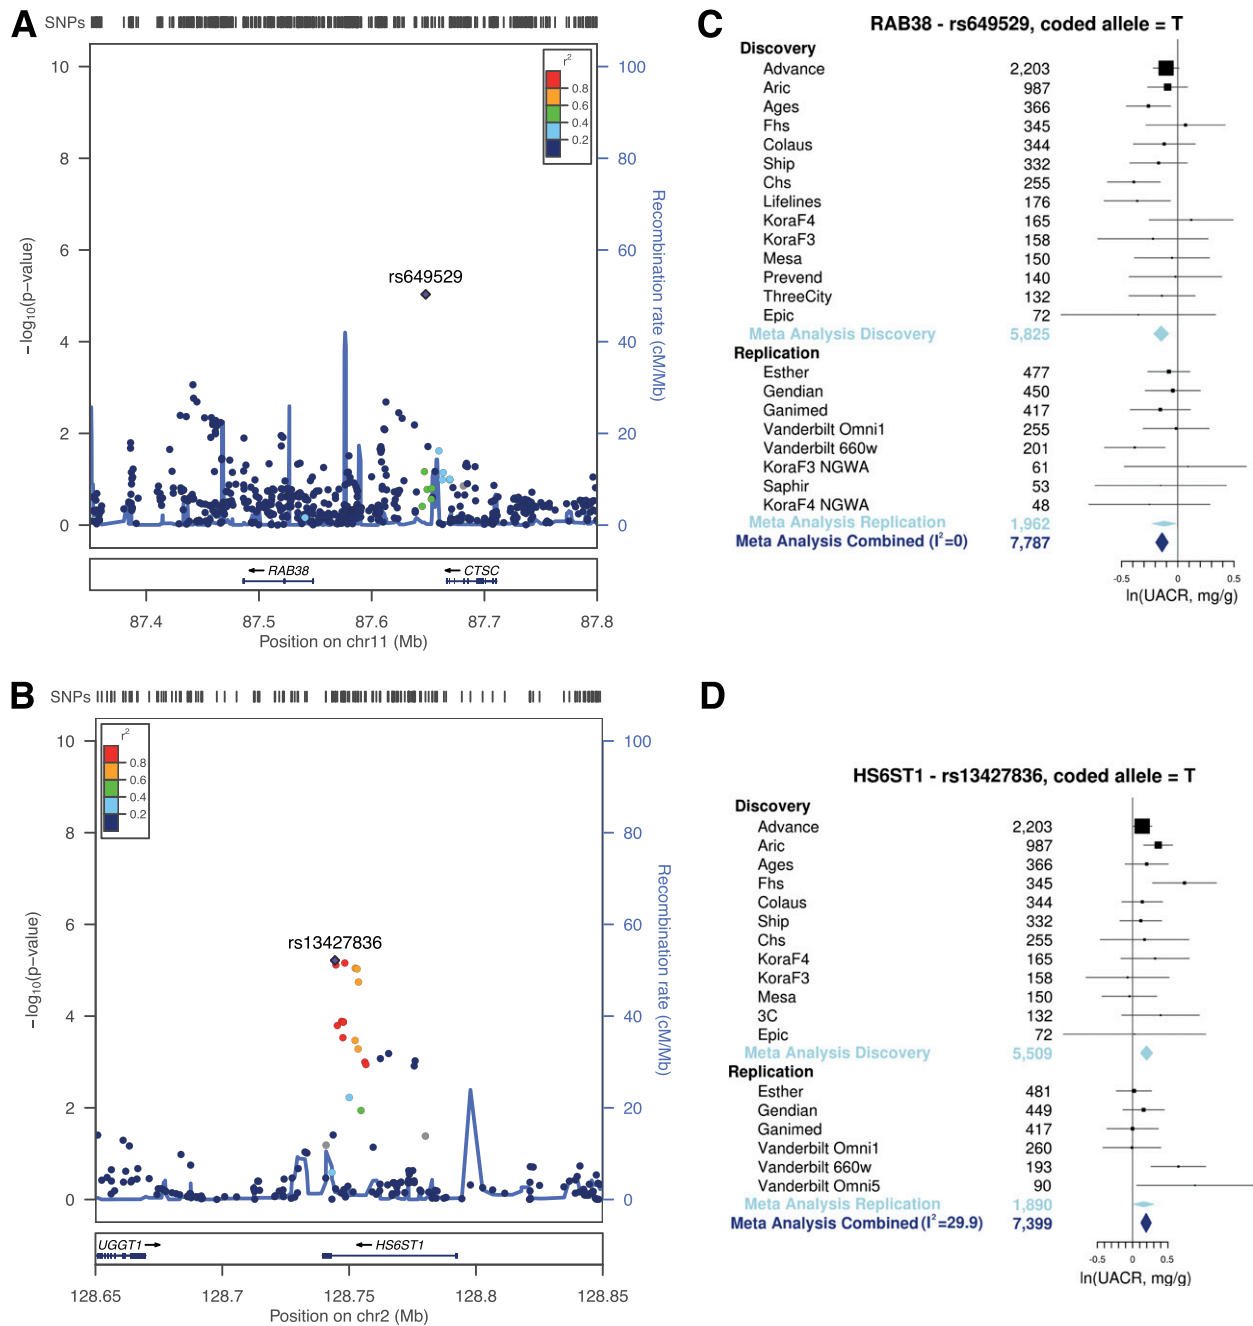 A
SNPs
10
8
6
4
2
0
−log10(p−value)
100
80
60
40
20
0
Recombination rate (cM/Mb)
r2
0.8
0.6
0.4
0.2
rs649529
RAB38
CTSC
87.4 87.5 87.6 87.7 87.8
Position on chr11 (Mb)
B
SNPs
10
8
6
4
2
0
−log10(p−value)
100
80
60
40
20
0
Recombination rate (cM/Mb)
r2
0.8
0.6
0.4
0.2
rs13427836
UGGT1
HS6ST1
128.65 128.7 128.75 128.8 128.85
Position on chr2 (Mb)
C
RAB38 - rs649529, coded allele = T
Discovery
Advance 2,203
Aric 987
Ages 366
Fhs 345
Colaus 344
Ship 332
Chs 255
Lifelines 176
KoraF4 165
KoraF3 158
Mesa 150
Prevend 140
ThreeCity 132
Epic 72
Meta Analysis Discovery 5,825
Replication
Esther 477
Gendian 450
Ganimed 417
Vanderbilt Omni1 255
Vanderbilt 660w 201
KoraF3 NGWA 61
Saphir 53
KoraF4 NGWA 48
Meta Analysis Replication 1,962
Meta Analysis Combined (I2=0) 7,787
-0.5 0 0.5
ln(UACR, mg/g)
D
HS6ST1 - rs13427836, coded allele = T
Discovery
Advance 2,203
Aric 987
Ages 366
Fhs 345
Colaus 344
Ship 332
Chs 255
KoraF4 165
KoraF3 158
Mesa 150
3C 132
Epic 72
Meta Analysis Discovery 5,509
Replication
Esther 481
Gendian 449
Ganimed 417
Vanderbilt Omni1 260
Vanderbilt 660w 193
Vanderbilt Omni5 90
Meta Analysis Replication 1,890
Meta Analysis Combined (I2=29.9) 7,399
-0.5 0 0.5
ln(UACR, mg/g)